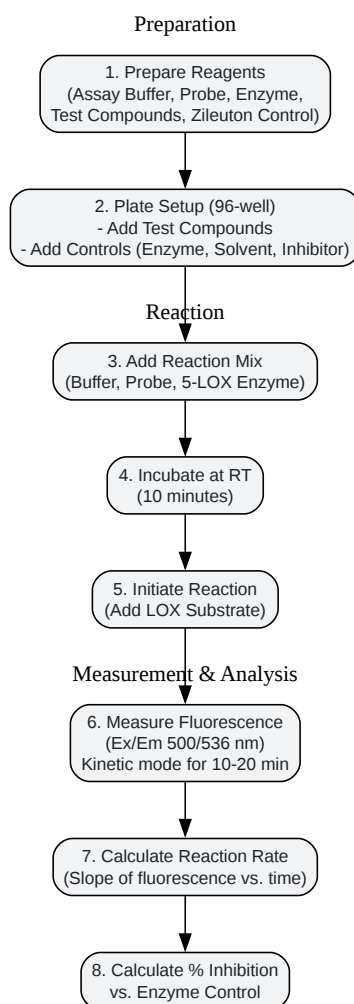 Preparation
1. Prepare Reagents
(Assay Buffer, Probe, Enzyme,
Test Compounds, Zileuton Control)
2. Plate Setup (96-well)
- Add Test Compounds
- Add Controls (Enzyme, Solvent, Inhibitor)
Reaction
3. Add Reaction Mix
(Buffer, Probe, 5-LOX Enzyme)
4. Incubate at RT
(10 minutes)
5. Initiate Reaction
(Add LOX Substrate)
Measurement & Analysis
6. Measure Fluorescence
(Ex/Em 500/536 nm)
Kinetic mode for 10-20 min
7. Calculate Reaction Rate
(Slope of fluorescence vs. time)
8. Calculate % Inhibition
vs. Enzyme Control